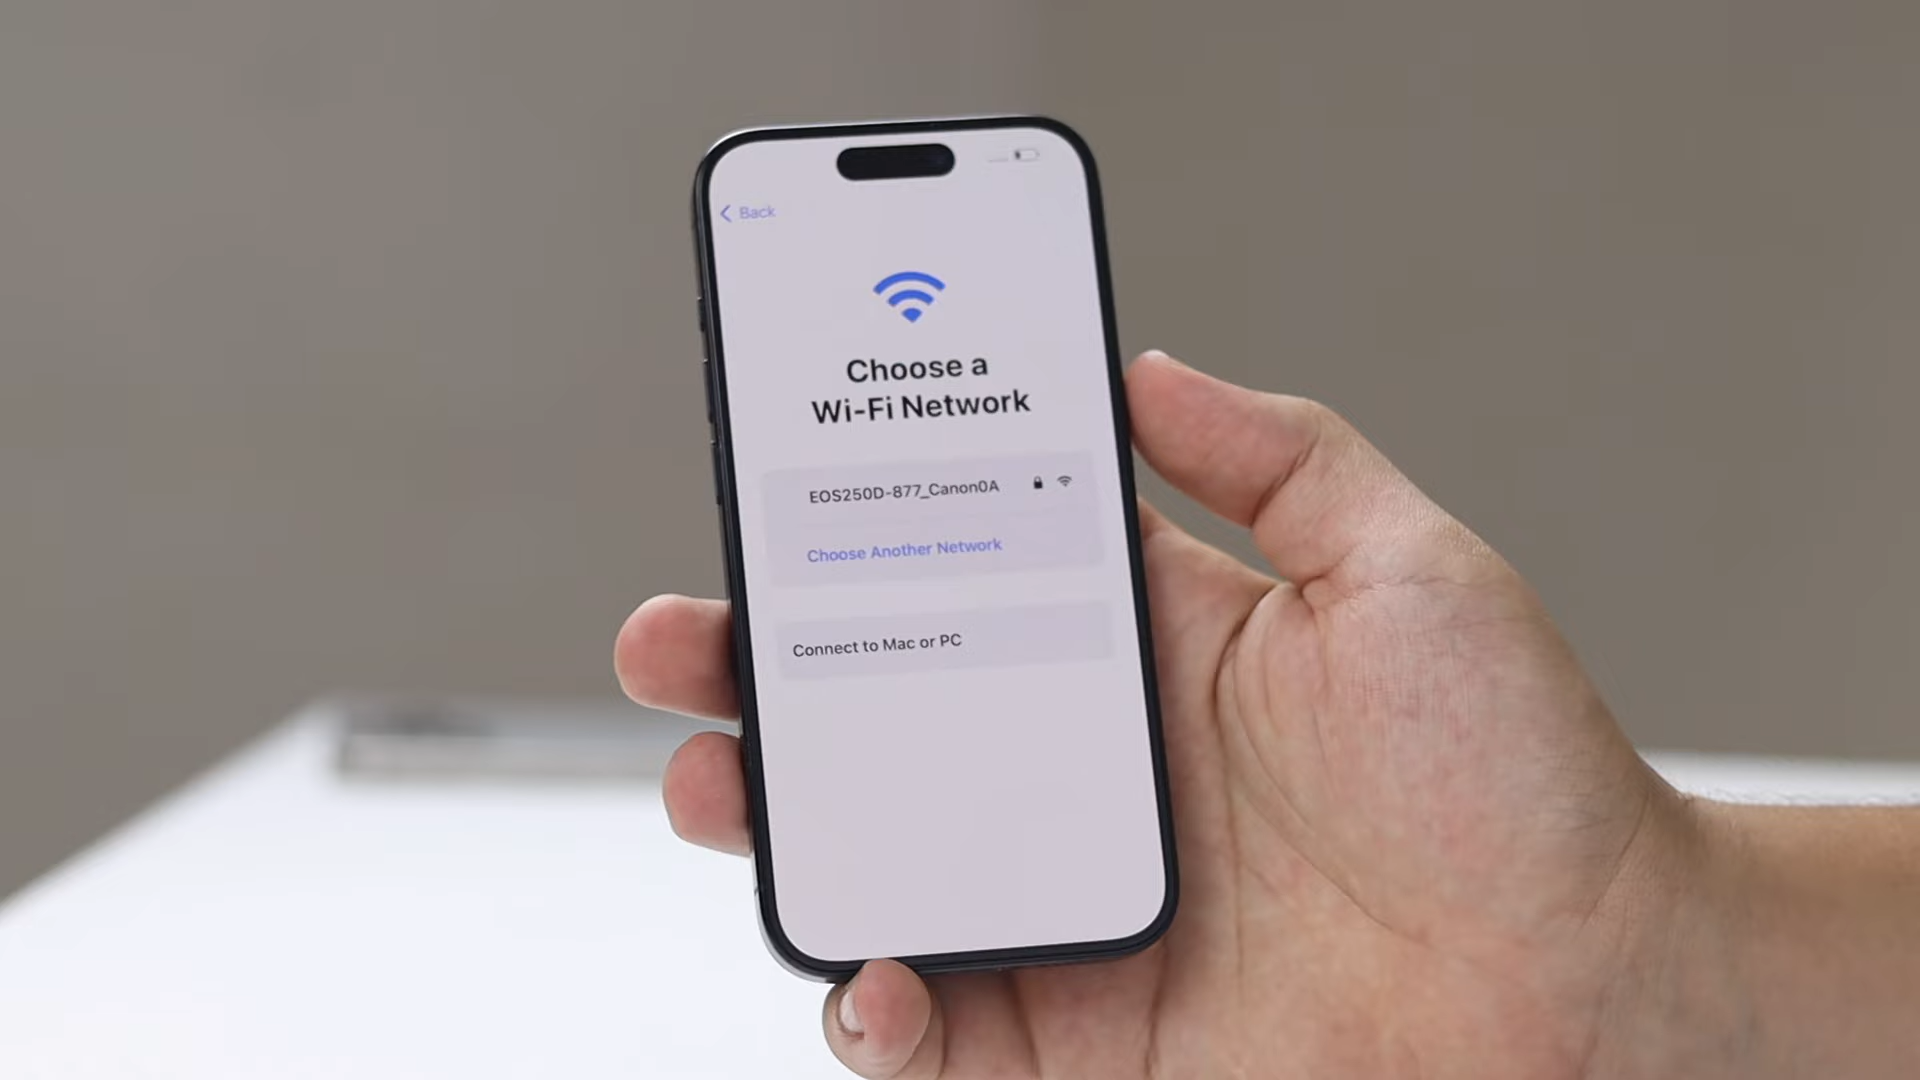 Back
Choose a
Wi-Fi Network
EOS250D-877_Canon0A
Choose Another Network
Connect to Mac or PC